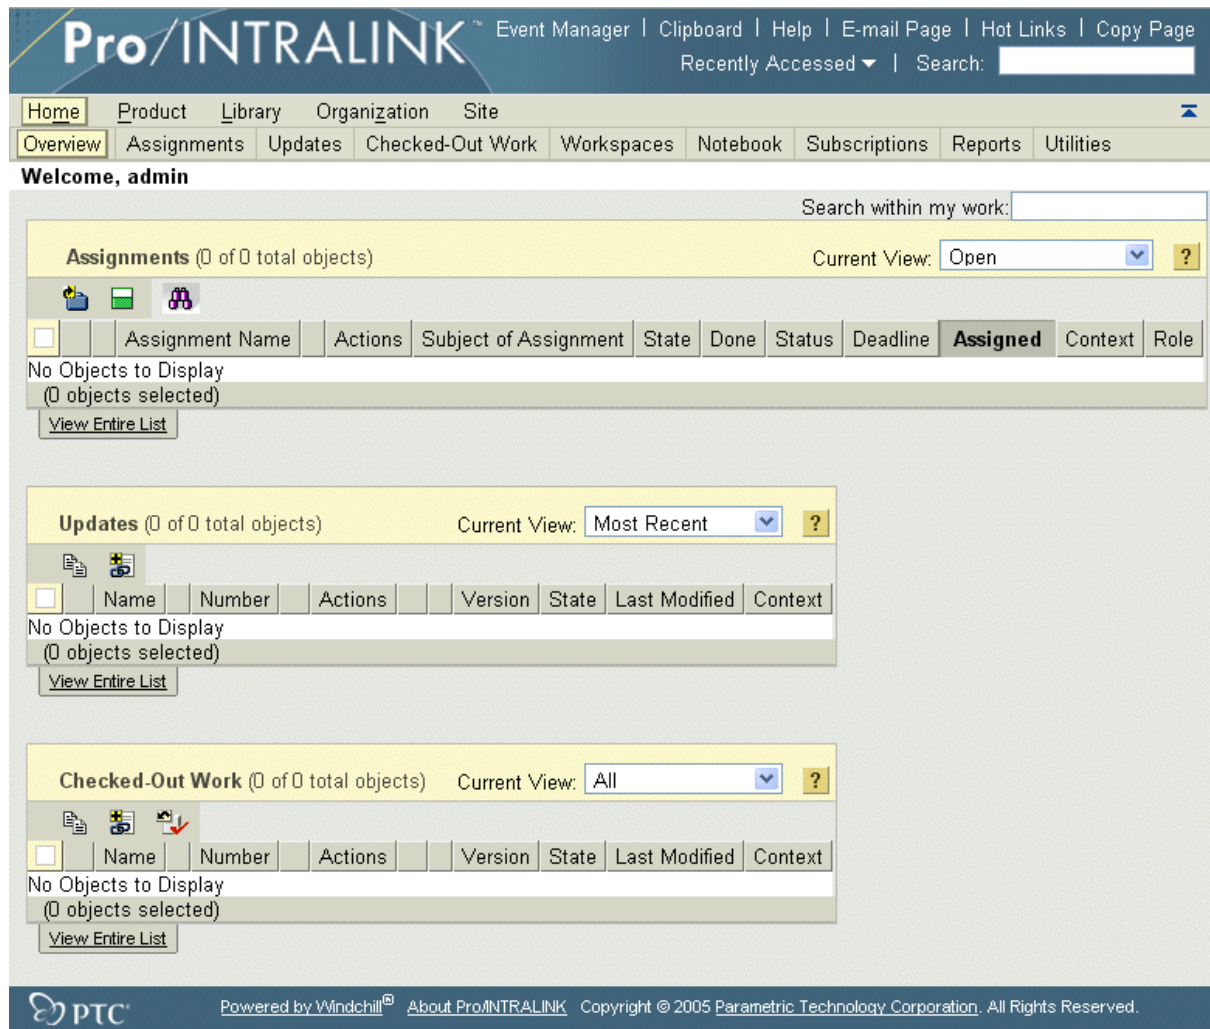 Pro/INTRALINK™ Event Manager | Clipboard | Help | E-mail Page | Hot Links | Copy Page
Recently Accessed | Search:
Home Product Library Organization Site
Overview Assignments Updates Checked-Out Work Workspaces Notebook Subscriptions Reports Utilities
Welcome, admin
Search within my work:
Assignments (0 of 0 total objects) Current View: Open ?
Assignment Name Actions Subject of Assignment State Done Status Deadline Assigned Context Role
No Objects to Display
(0 objects selected)
View Entire List
Updates (0 of 0 total objects) Current View: Most Recent ?
Name Number Actions Version State Last Modified Context
No Objects to Display
(0 objects selected)
View Entire List
Checked-Out Work (0 of 0 total objects) Current View: All ?
Name Number Actions Version State Last Modified Context
No Objects to Display
(0 objects selected)
View Entire List
PTC Powered by Windchill® About Pro/INTRALINK Copyright © 2005 Parametric Technology Corporation. All Rights Reserved.